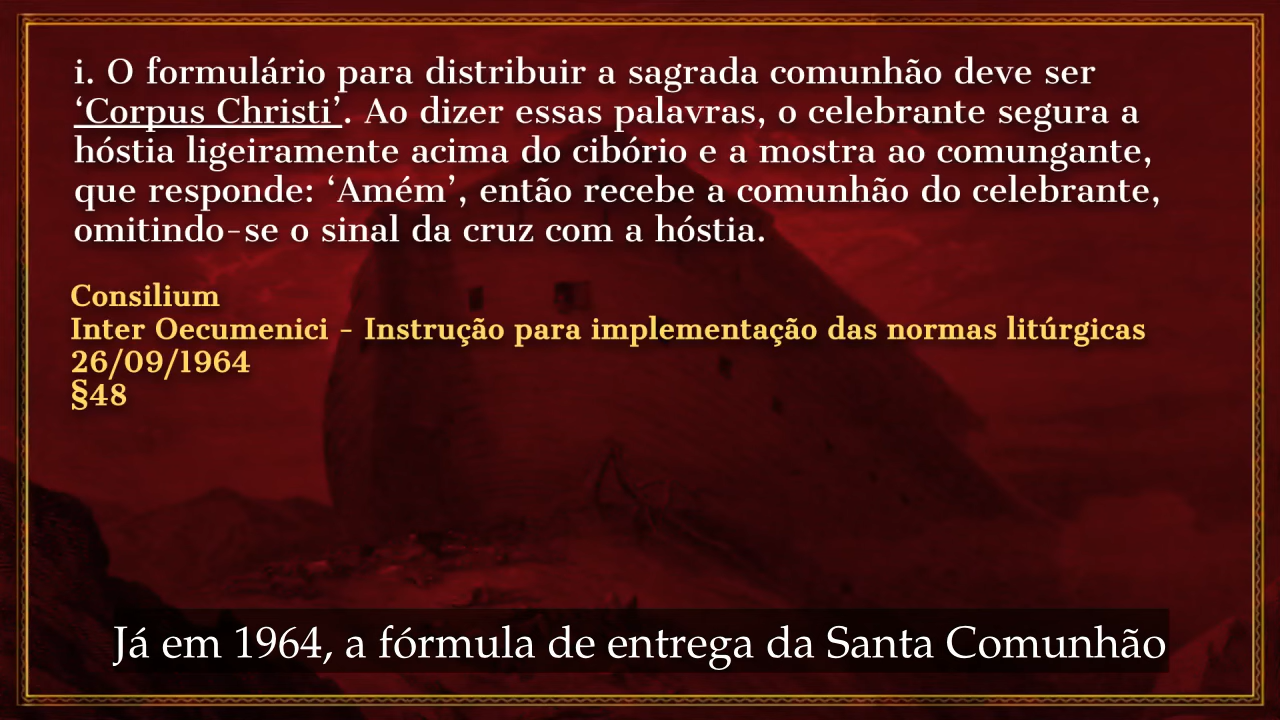 i. O formulário para distribuir a sagrada comunhão deve ser
‘Corpus Christi’. Ao dizer essas palavras, o celebrante segura a
hóstia ligeiramente acima do cibório e a mostra ao comungante,
que responde: ‘Amém’, então recebe a comunhão do celebrante,
omitindo-se o sinal da cruz com a hóstia.
Consilium
Inter Oecumenici - Instrução para implementação das normas litúrgicas
26/09/1964
§48
Já em 1964, a fórmula de entrega da Santa Comunhão